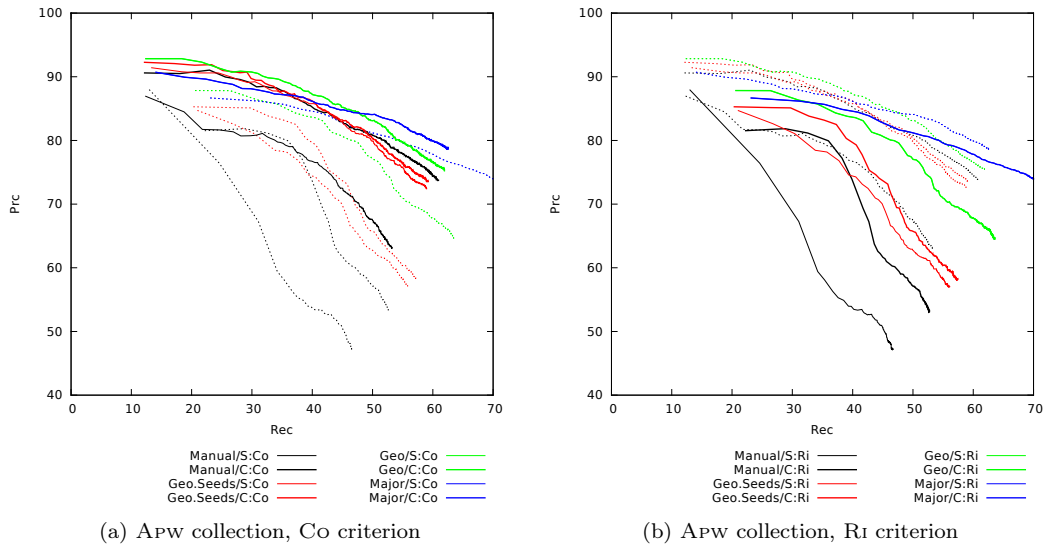 100
90
80
70
60
50
40
Prc
0 10 20 30 40 50 60 70
Rec
Manual/S:Co
Manual/C:Co
Geo.Seeds/S:Co
Geo.Seeds/C:Co
Geo/S:Co
Geo/C:Co
Major/S:Co
Major/C:Co
(a) APW collection, CO criterion
100
90
80
70
60
50
40
Prc
0 10 20 30 40 50 60 70
Rec
Manual/S:Ri
Manual/C:Ri
Geo.Seeds/S:Ri
Geo.Seeds/C:Ri
Geo/S:Ri
Geo/C:Ri
Major/S:Ri
Major/C:Ri
(b) APW collection, RI criterion